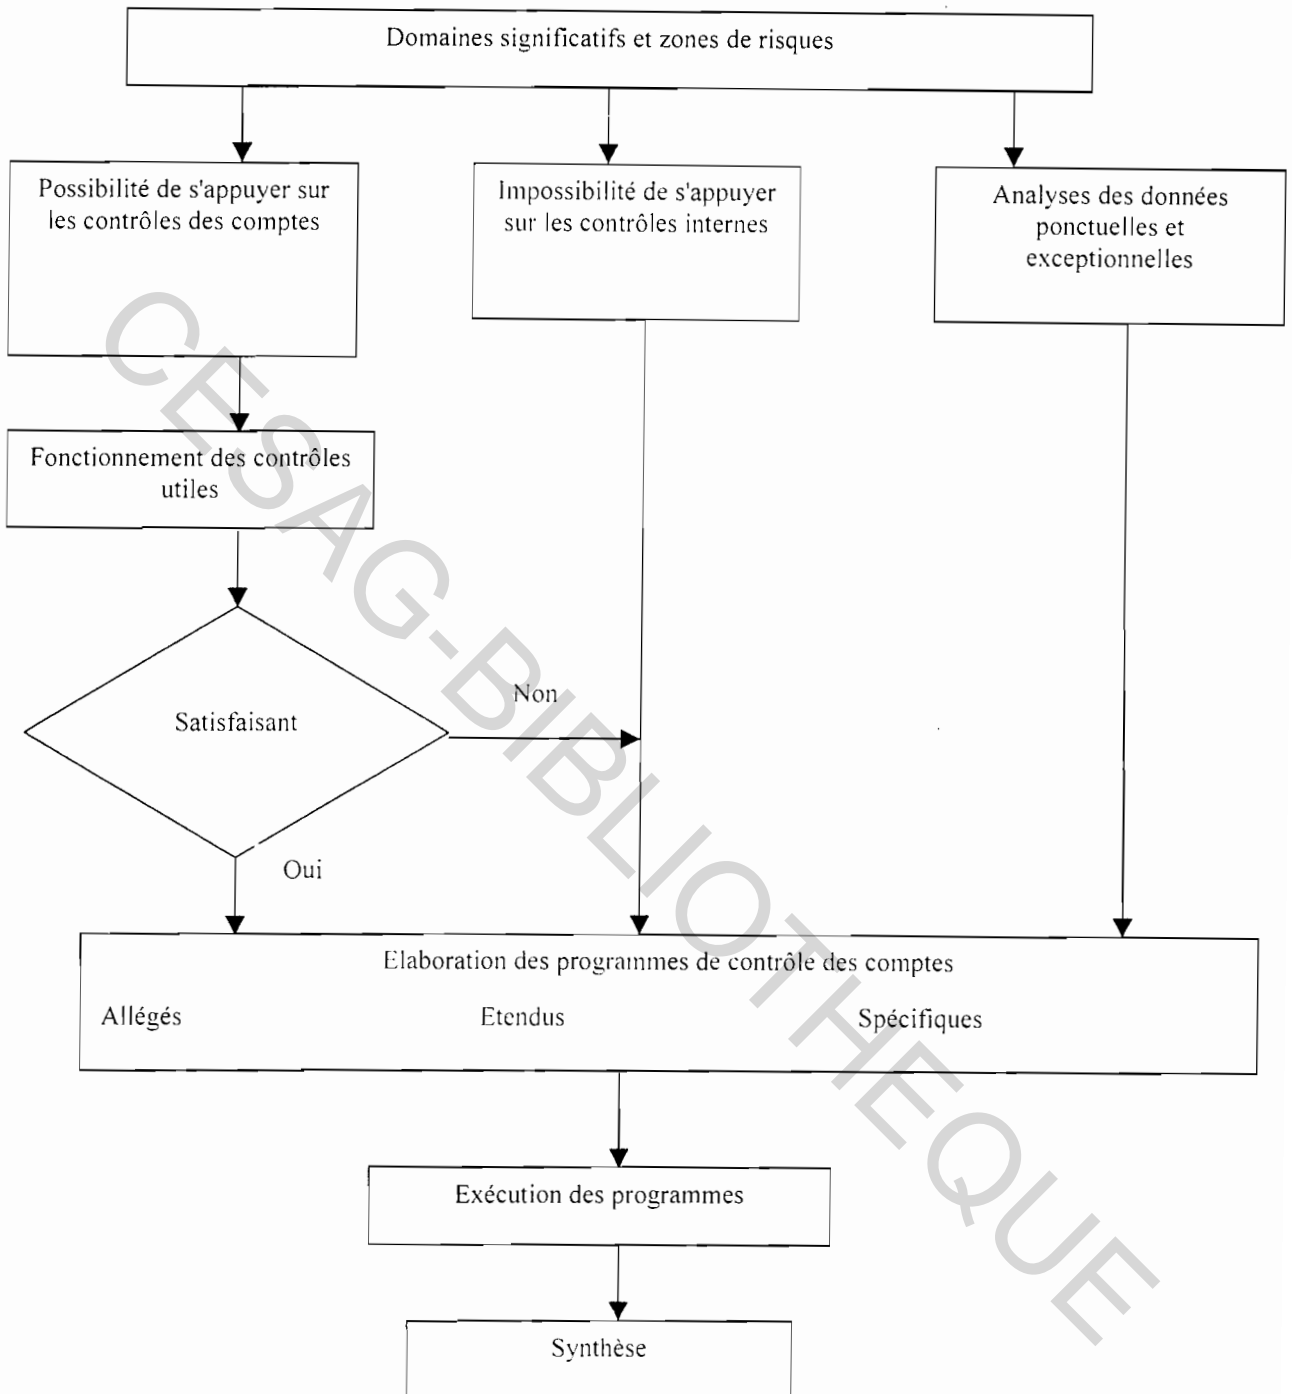 Domaines significatifs et zones de risques
Possibilité de s'appuyer sur
les contrôles des comptes
Impossibilité de s'appuyer
sur les contrôles internes
Analyses des données
ponctuelles et
exceptionnelles
Fonctionnement des contrôles
utiles
Satisfaisant
Non
Oui
Elaboration des programmes de contrôle des comptes
Allégés
Etendus
Spécifiques
Exécution des programmes
Synthèse
CESAG-BIBLIOTHEQUE